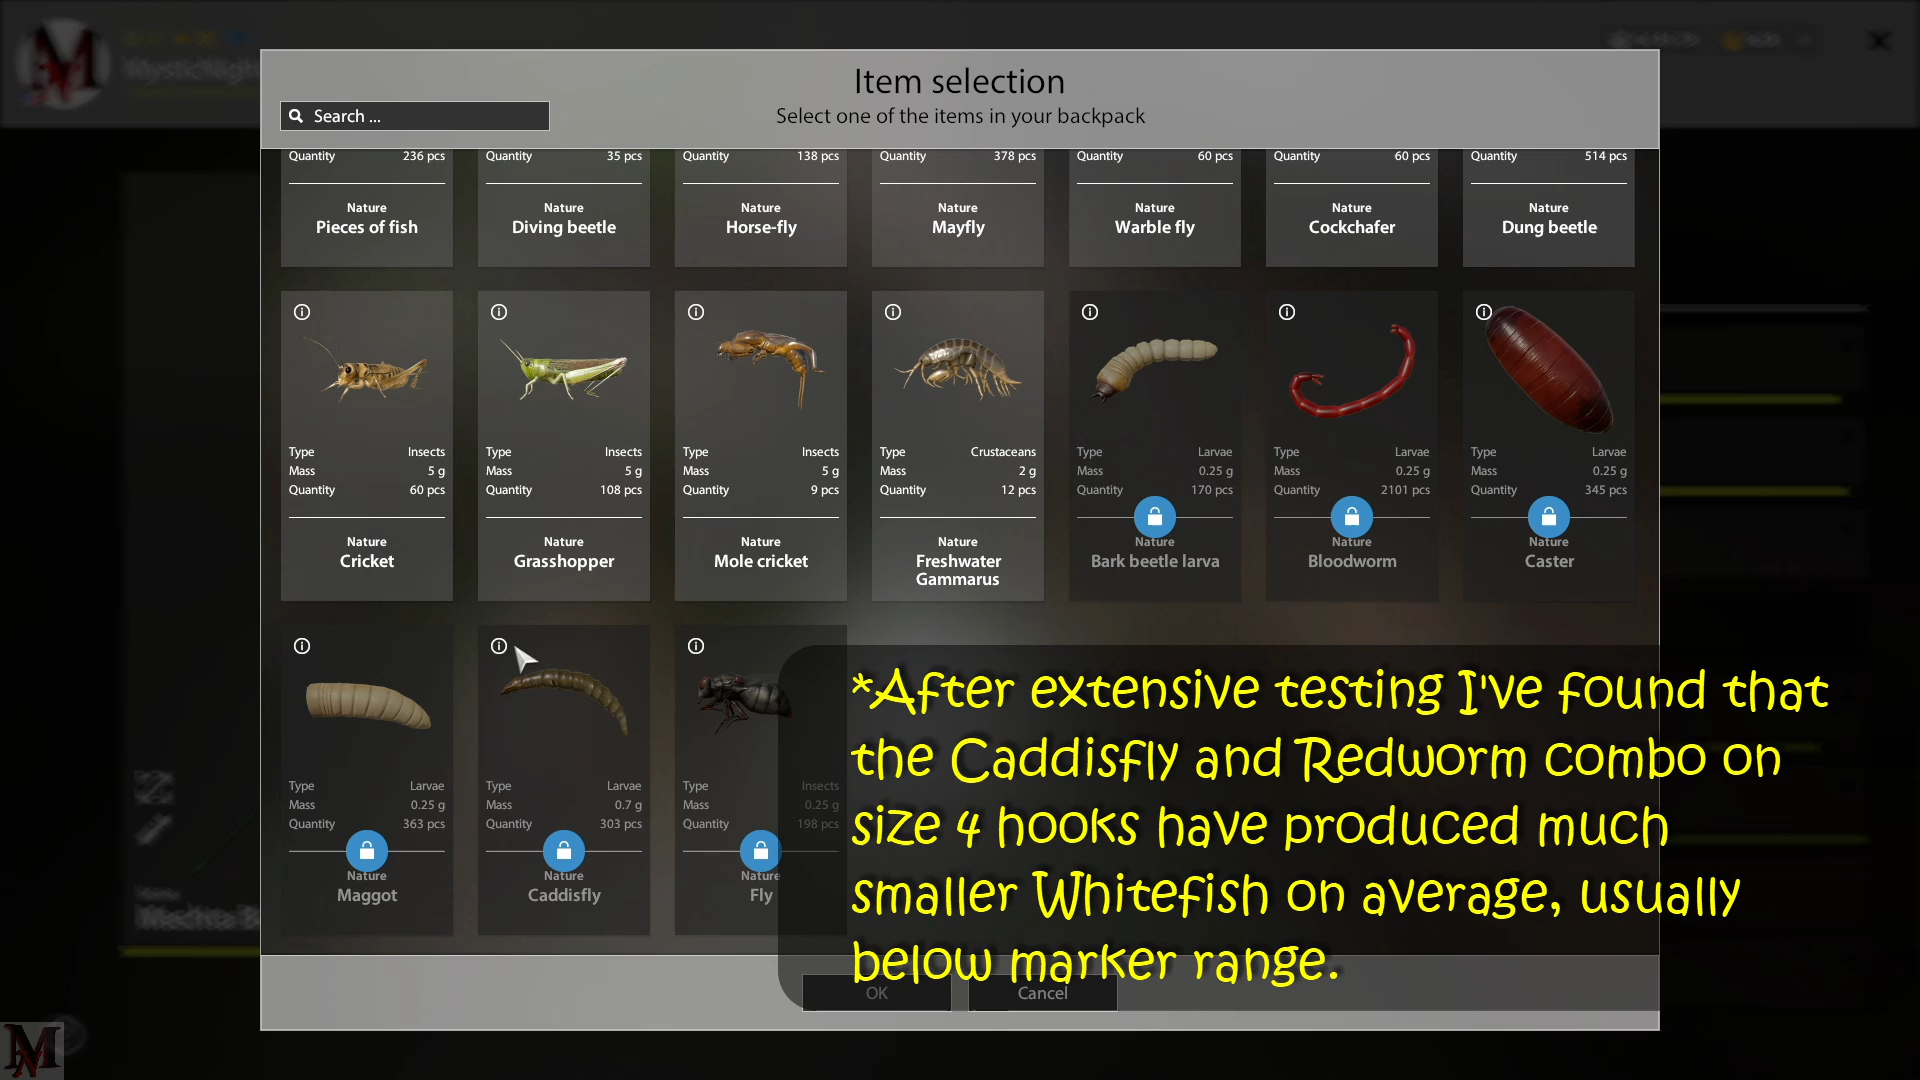 Item selection
Select one of the items in your backpack
Search ...
Quantity 236 pcs
Nature
Pieces of fish
Quantity 35 pcs
Nature
Diving beetle
Quantity 138 pcs
Nature
Horse-fly
Quantity 378 pcs
Nature
Mayfly
Quantity 60 pcs
Nature
Warble fly
Quantity 60 pcs
Nature
Cockchafer
Quantity 514 pcs
Nature
Dung beetle
Type Insects
Mass 5 g
Quantity 60 pcs
Nature
Cricket
Type Insects
Mass 5 g
Quantity 108 pcs
Nature
Grasshopper
Type Insects
Mass 5 g
Quantity 9 pcs
Nature
Mole cricket
Type Crustaceans
Mass 2 g
Quantity 12 pcs
Nature
Freshwater
Gammarus
Type Larvae
Mass 0.25 g
Quantity 170 pcs
Nature
Bark beetle larva
Type Larvae
Mass 0.25 g
Quantity 2101 pcs
Nature
Bloodworm
Type Larvae
Mass 0.25 g
Quantity 345 pcs
Nature
Caster
Type Larvae
Mass 0.25 g
Quantity 363 pcs
Nature
Maggot
Type Larvae
Mass 0.7 g
Quantity 303 pcs
Nature
Caddisfly
Type Insects
Mass 0.25 g
Quantity 198 pcs
Nature
Fly
*After extensive testing I've found that
the Caddisfly and Redworm combo on
size 4 hooks have produced much
smaller Whitefish on average, usually
below marker range.
OK
Cancel